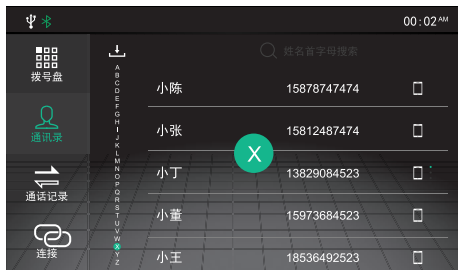 00:02 AM
姓名首字母搜索
拨号盘
通讯录
通话记录
连接
A
B
C
D
E
F
G
H
I
J
K
L
M
N
O
P
Q
R
S
T
U
V
W
X
Y
Z
小陈 15878747474
小张 15812487474
X
小丁 13829084523
小董 15973684523
小王 18536492523